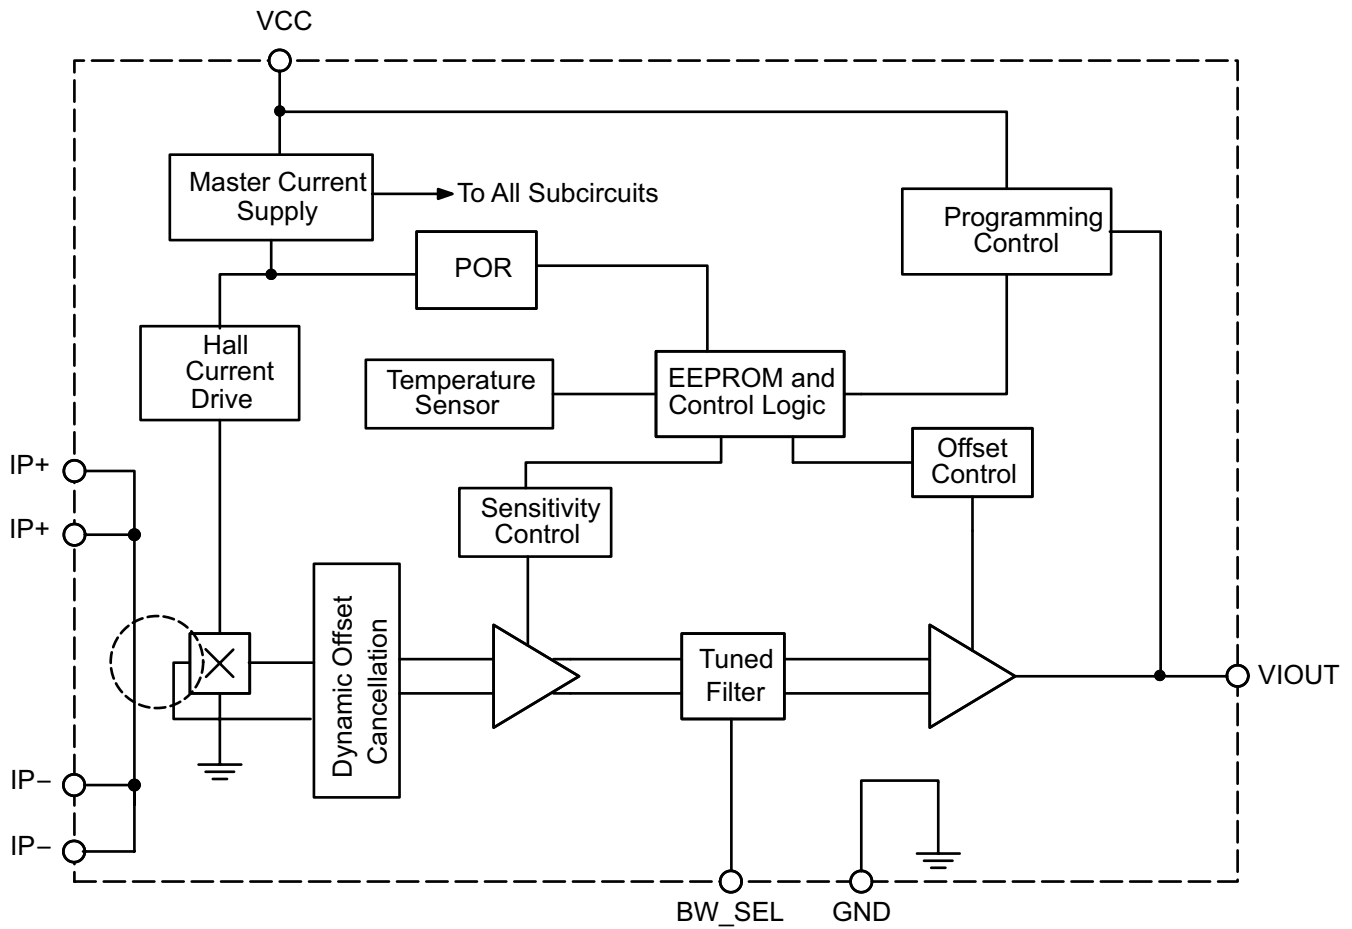 VCC
Master Current
Supply
To All Subcircuits
Programming
Control
POR
Hall
Current
Drive
Temperature
Sensor
EEPROM and
Control Logic
Offset
Control
IP+
IP+
Sensitivity
Control
Dynamic Offset
Cancellation
Tuned
Filter
VIOUT
IP–
IP–
BW_SEL
GND